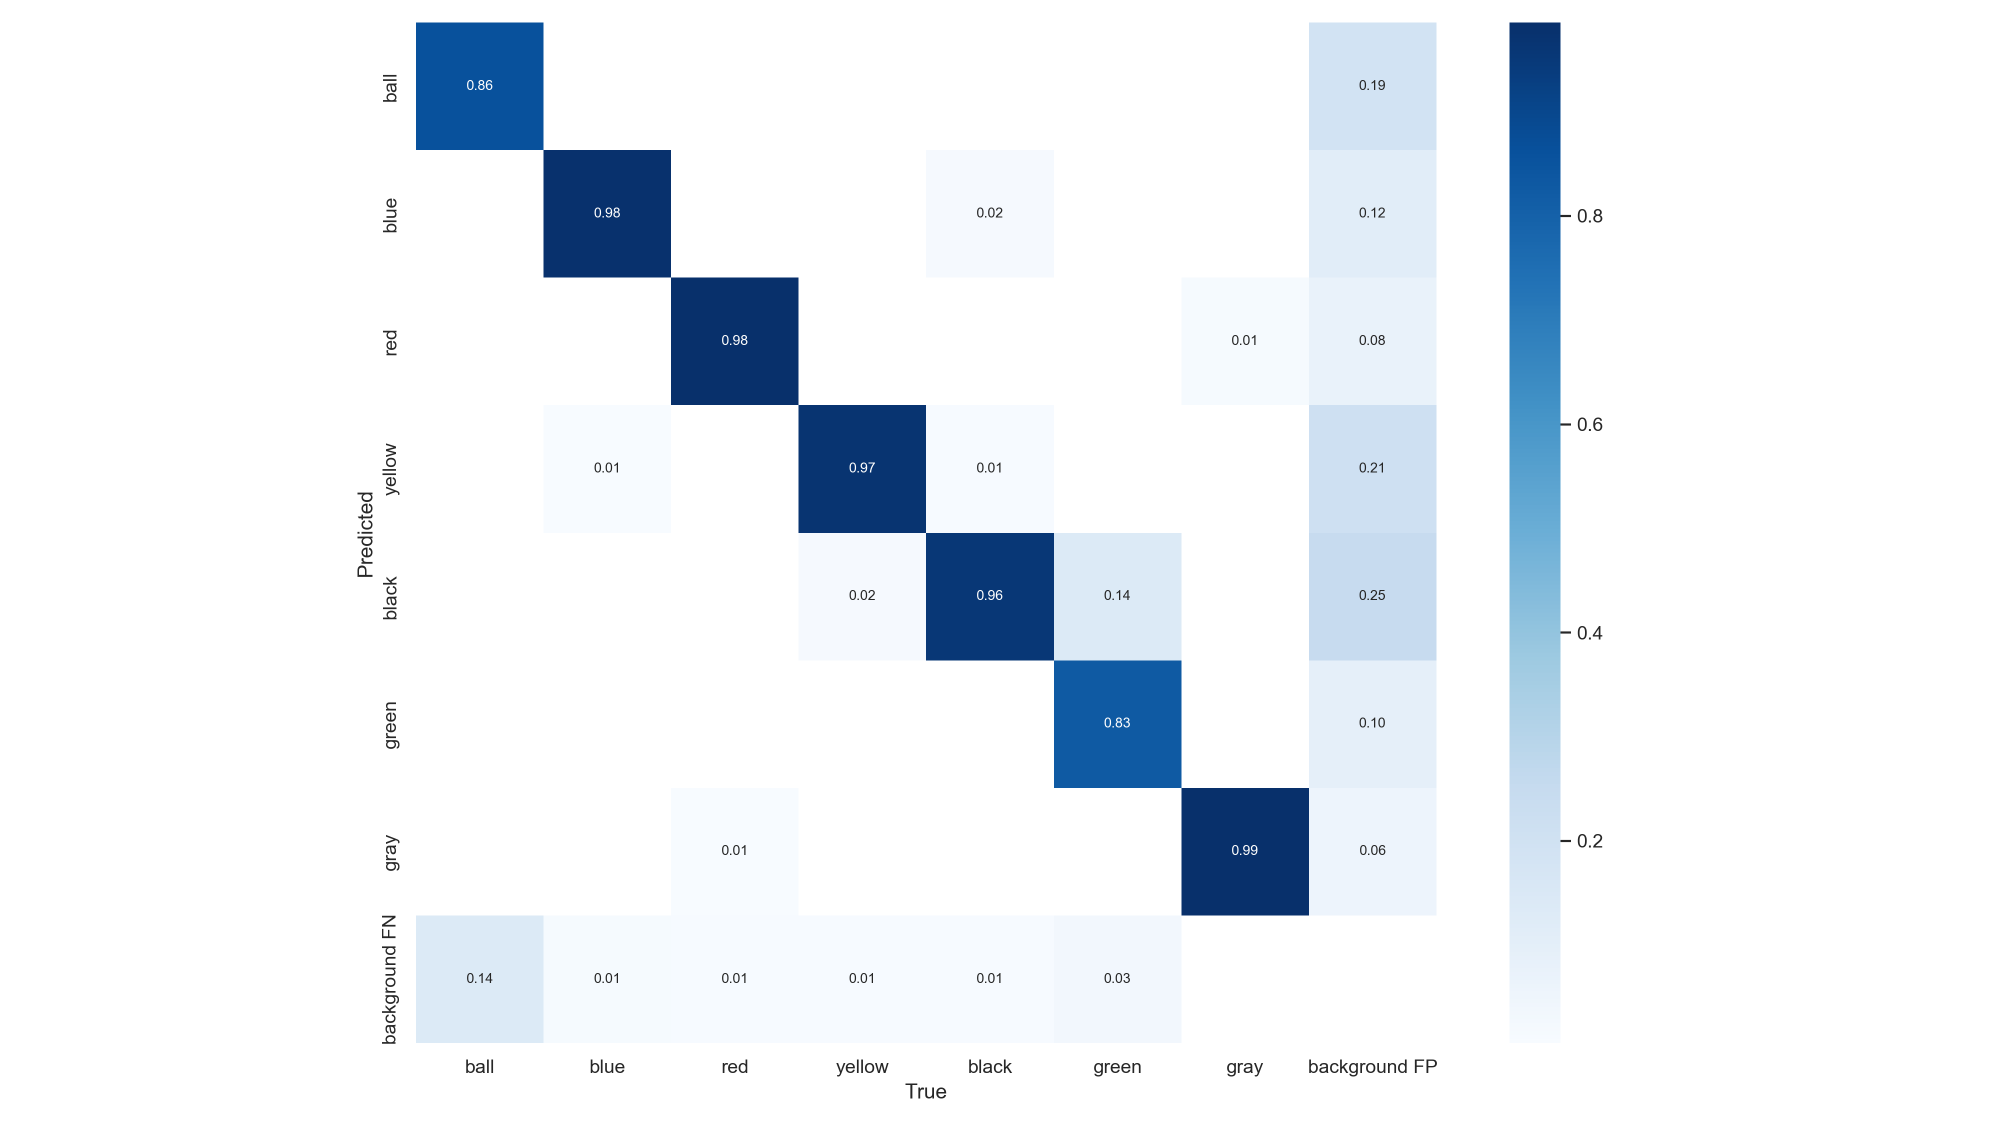 Predicted
ball 0.86 0.19
blue 0.98 0.02 0.12
red 0.98 0.01 0.08
yellow 0.01 0.97 0.01 0.21
black 0.02 0.96 0.14 0.25
green 0.83 0.10
gray 0.01 0.99 0.06
background FN 0.14 0.01 0.01 0.01 0.01 0.03
ball blue red yellow black green gray background FP
True
0.8
0.6
0.4
0.2